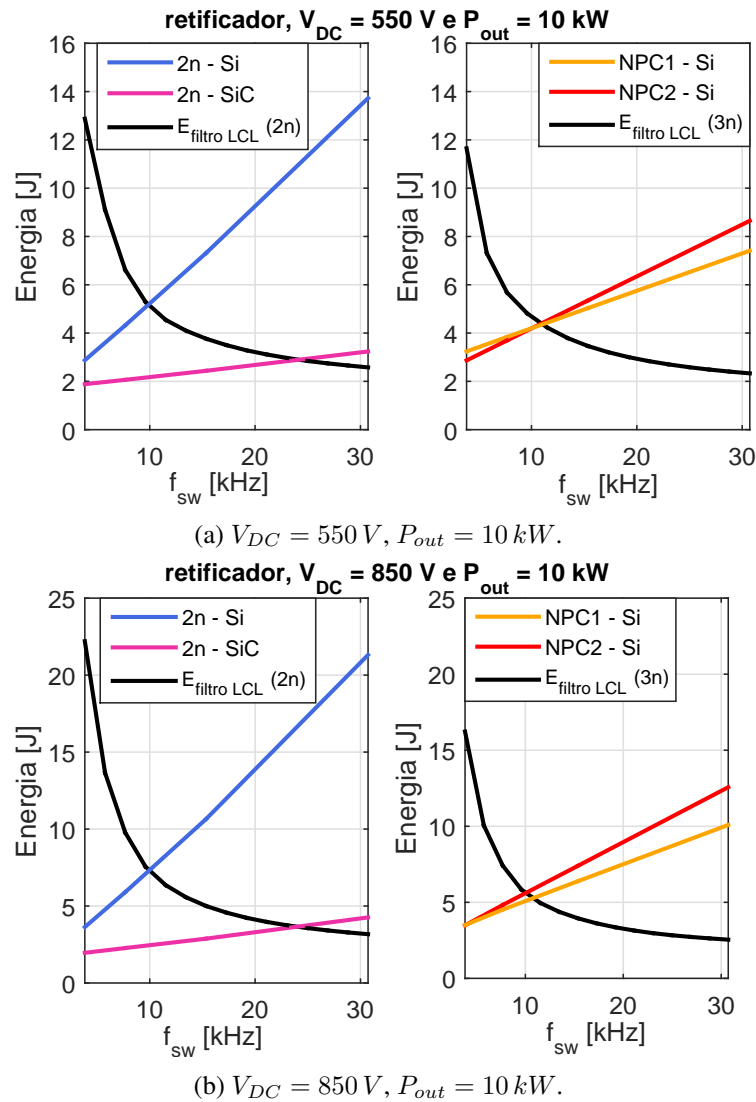 retificador, V_DC = 550 V e P_out = 10 kW
16
14
12
10
8
6
4
2
0
Energia [J]
2n - Si
2n - SiC
E_filtro LCL (2n)
10
20
30
f_sw [kHz]
16
14
12
10
8
6
4
2
0
Energia [J]
NPC1 - Si
NPC2 - Si
E_filtro LCL (3n)
10
20
30
f_sw [kHz]
(a) V_DC = 550 V, P_out = 10 kW.
retificador, V_DC = 850 V e P_out = 10 kW
25
20
15
10
5
0
Energia [J]
2n - Si
2n - SiC
E_filtro LCL (2n)
10
20
30
f_sw [kHz]
25
20
15
10
5
0
Energia [J]
NPC1 - Si
NPC2 - Si
E_filtro LCL (3n)
10
20
30
f_sw [kHz]
(b) V_DC = 850 V, P_out = 10 kW.